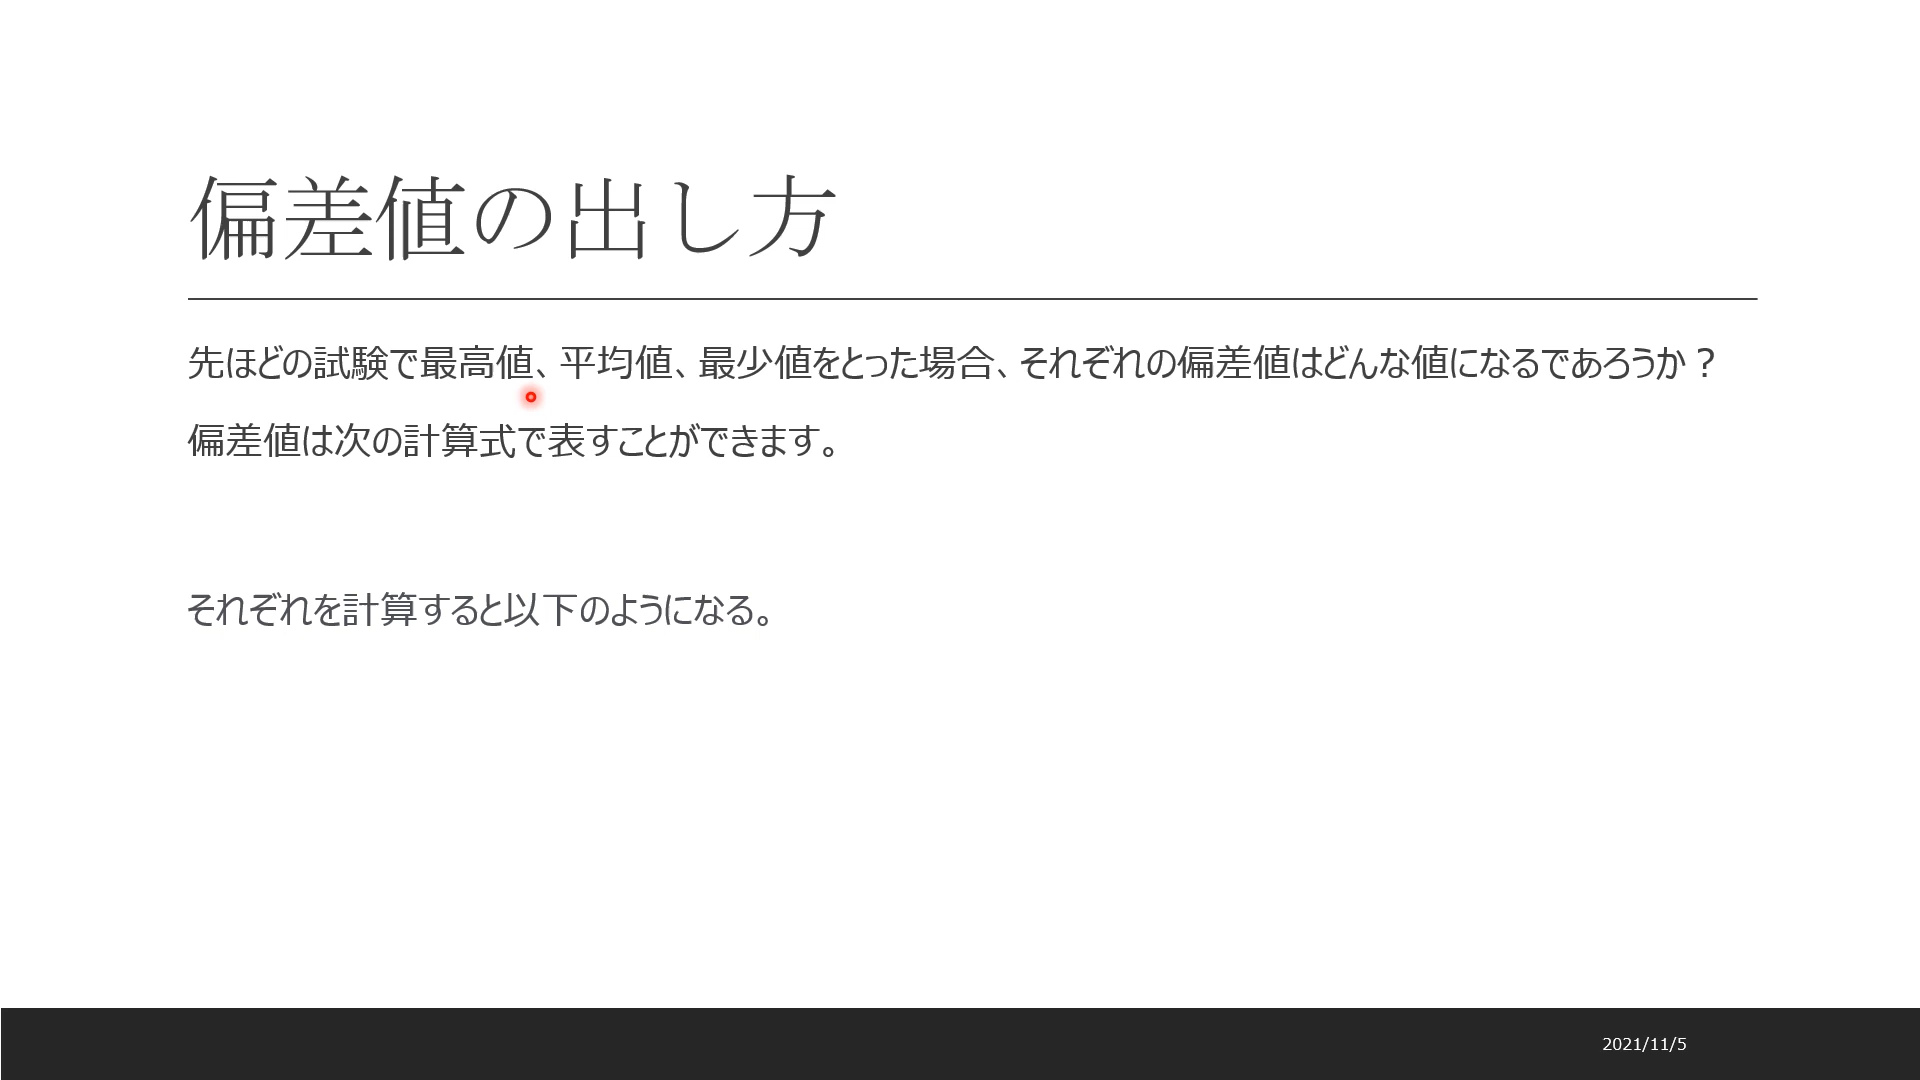 偏差値の出し方
先ほどの試験で最高値、平均値、最少値をとった場合、それぞれの偏差値はどんな値になるであろうか？
偏差値は次の計算式で表すことができます。
それぞれを計算すると以下のようになる。
2021/11/5